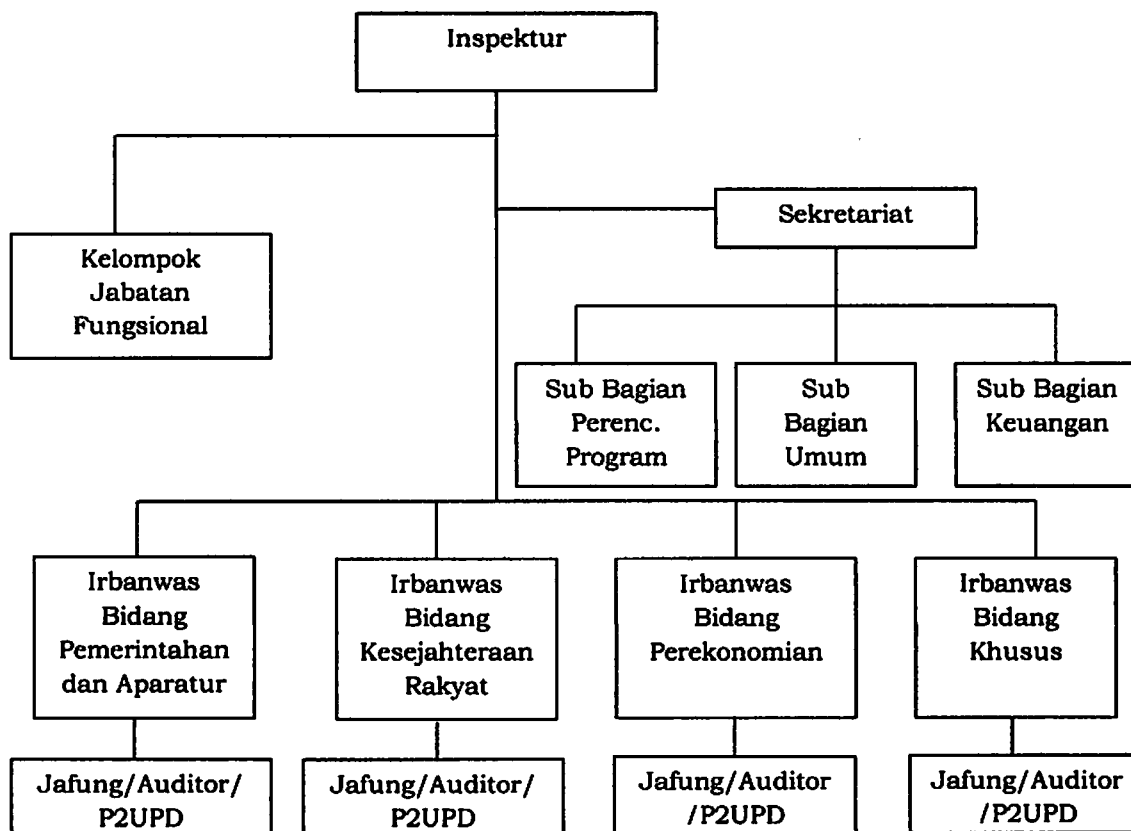 Inspektur
Sekretariat
Kelompok
Jabatan
Fungsional
Sub Bagian
Perenc.
Program
Sub
Bagian
Umum
Sub Bagian
Keuangan
Irbanwas
Bidang
Pemerintahan
dan Aparatur
Irbanwas
Bidang
Kesejahteraan
Rakyat
Irbanwas
Bidang
Perekonomian
Irbanwas
Bidang
Khusus
Jafung/Auditor/
P2UPD
Jafung/Auditor/
P2UPD
Jafung/Auditor
/P2UPD
Jafung/Auditor
/P2UPD